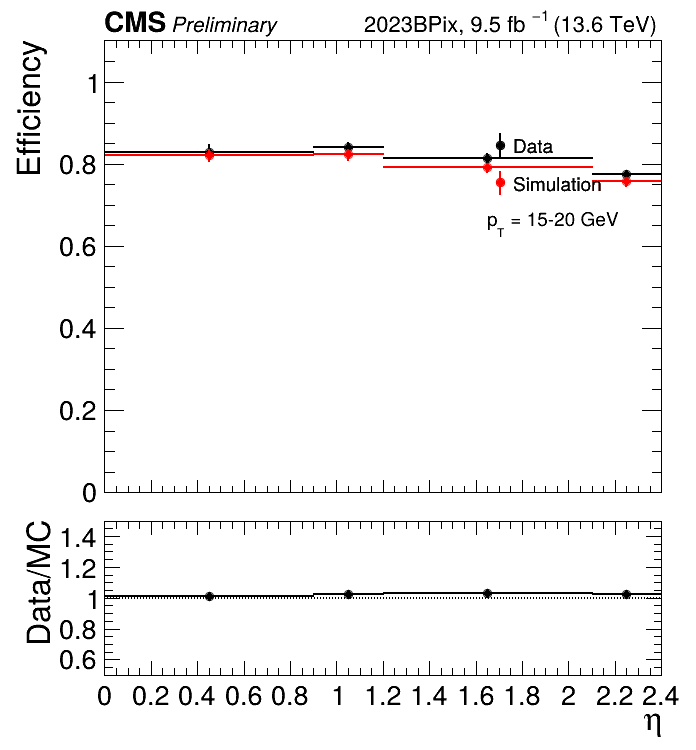 CMS Preliminary 2023BPix, 9.5 fb⁻¹ (13.6 TeV)
Efficiency
1
0.8
0.6
0.4
0.2
0
Data
Simulation
p_T = 15-20 GeV
Data/MC
1.4
1.2
1
0.8
0.6
0 0.2 0.4 0.6 0.8 1 1.2 1.4 1.6 1.8 2 2.2 2.4
η